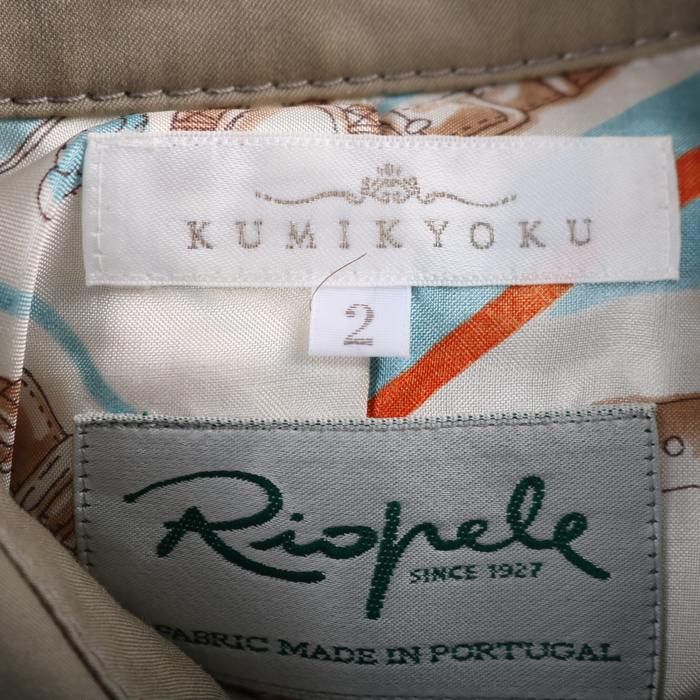 KUMIKYOKU
2
Riopele
SINCE 1927
FABRIC MADE IN PORTUGAL